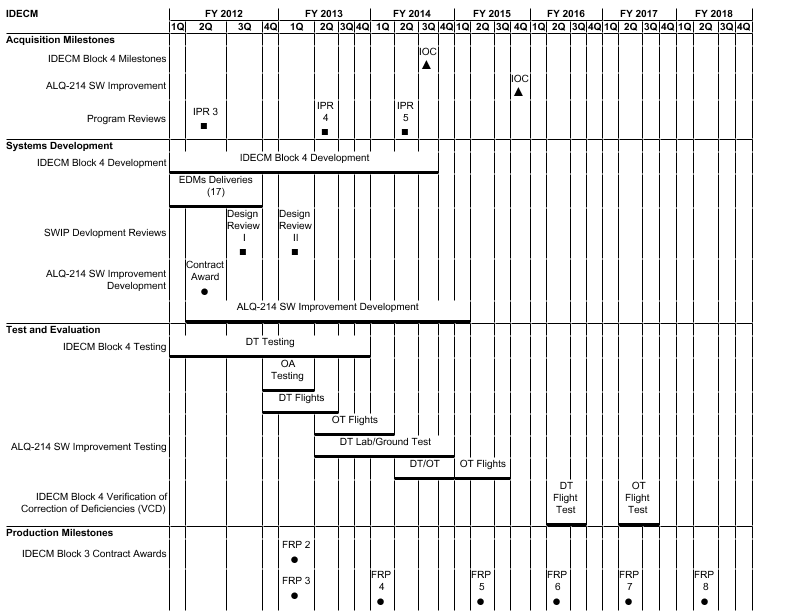 IDECM FY 2012 FY 2013 FY 2014 FY 2015 FY 2016 FY 2017 FY 2018
1Q 2Q 3Q 4Q 1Q 2Q 3Q 4Q 1Q 2Q 3Q 4Q 1Q 2Q 3Q 4Q 1Q 2Q 3Q 4Q 1Q 2Q 3Q 4Q 1Q 2Q 3Q 4Q
Acquisition Milestones
IDECM Block 4 Milestones
IOC
ALQ-214 SW Improvement
IOC
Program Reviews
IPR 3
IPR
4
IPR
5
Systems Development
IDECM Block 4 Development
IDECM Block 4 Development
EDMs Deliveries
(17)
SWIP Devlopment Reviews
Design
Review
I
Design
Review
II
ALQ-214 SW Improvement
Development
Contract
Award
ALQ-214 SW Improvement Development
Test and Evaluation
IDECM Block 4 Testing
DT Testing
OA
Testing
DT Flights
OT Flights
ALQ-214 SW Improvement Testing
DT Lab/Ground Test
DT/OT
OT Flights
IDECM Block 4 Verification of
Correction of Deficiencies (VCD)
DT
Flight
Test
OT
Flight
Test
Production Milestones
IDECM Block 3 Contract Awards
FRP 2
FRP 3
FRP
4
FRP
5
FRP
6
FRP
7
FRP
8